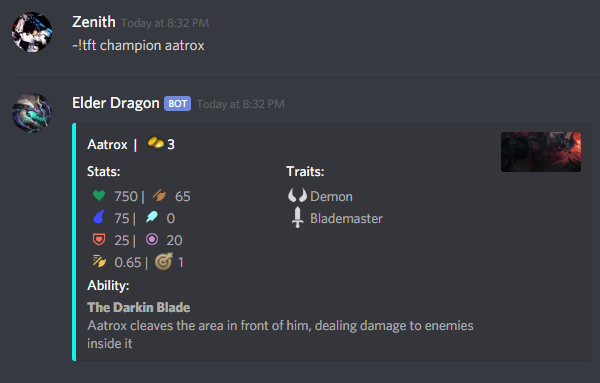 Zenith Today at 8:32 PM
~!tft champion aatrox
Elder Dragon BOT Today at 8:32 PM
Aatrox | 3
Stats: Traits:
750 | 65 Demon
75 | 0 Blademaster
25 | 20
0.65 | 1
Ability:
The Darkin Blade
Aatrox cleaves the area in front of him, dealing damage to enemies
inside it